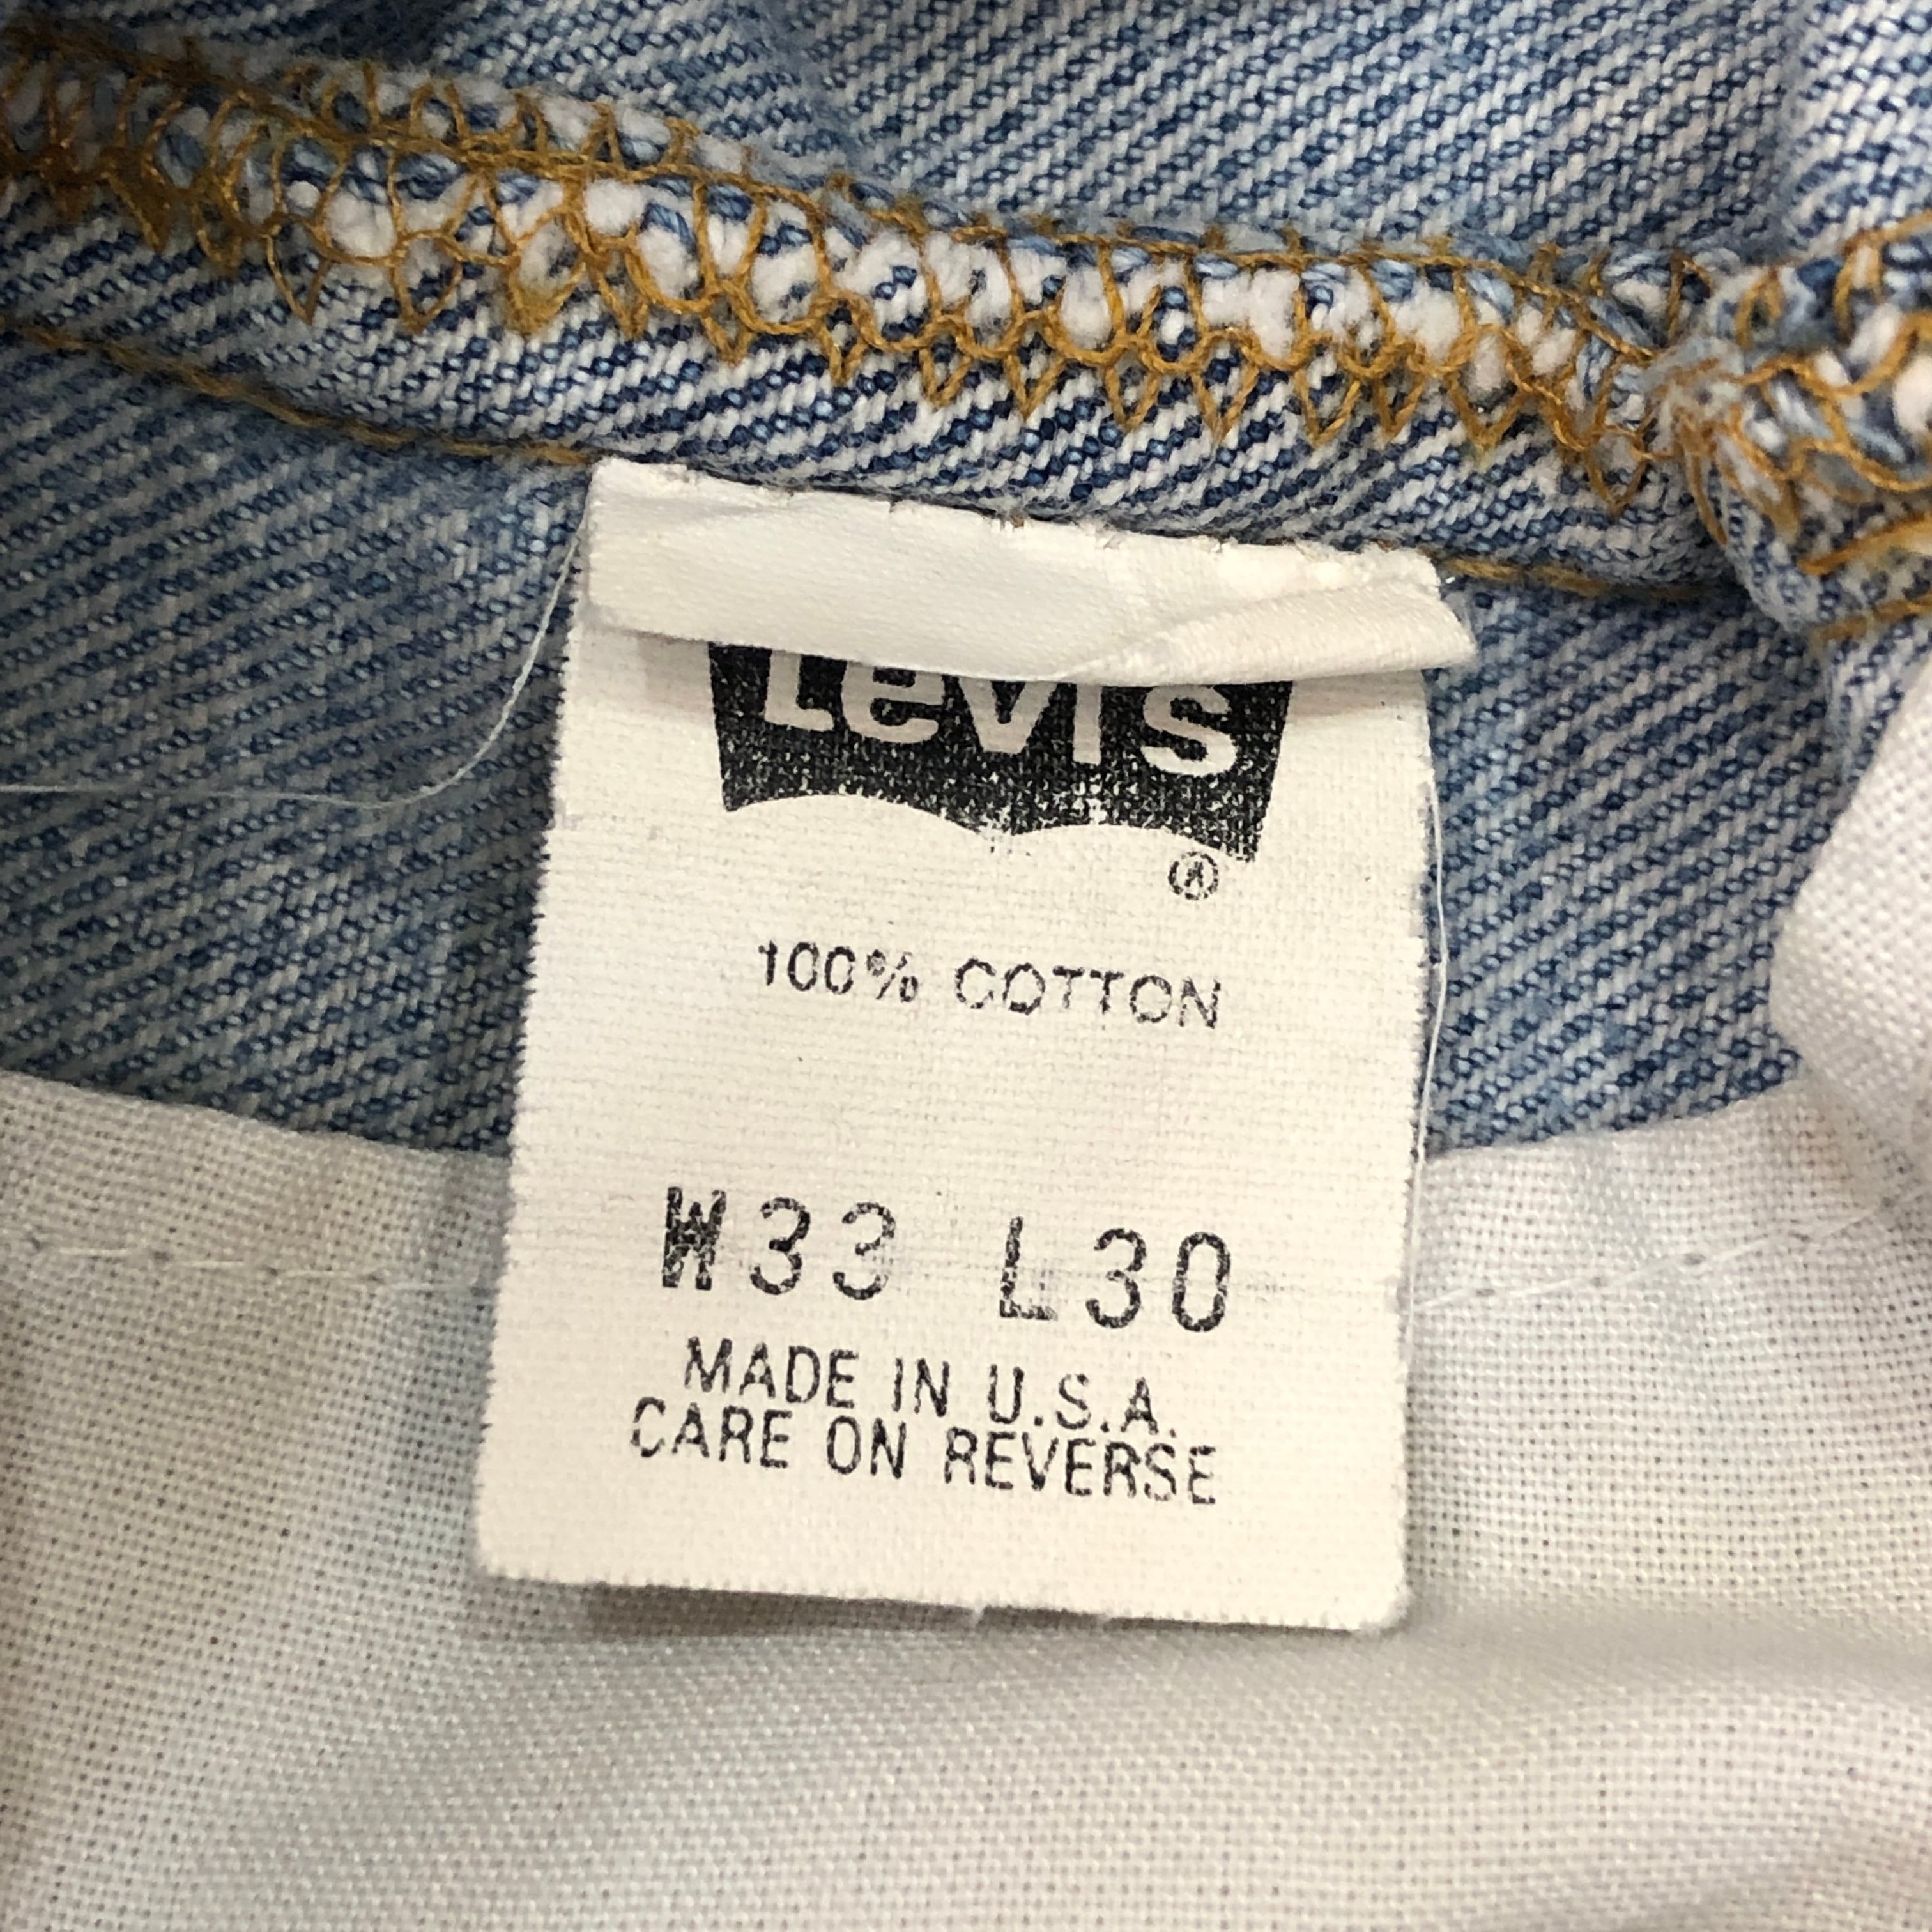 Levi's
®
100% COTTON
W33 L30
MADE IN U.S.A.
CARE ON REVERSE